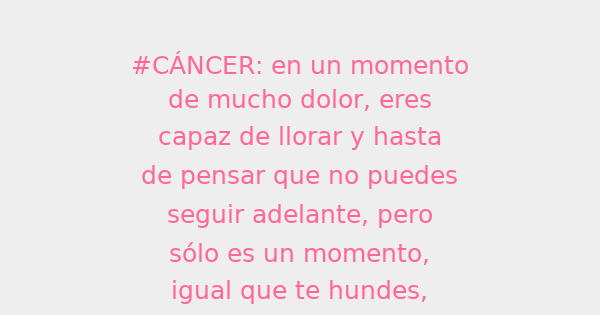 #CÁNCER: en un momento
de mucho dolor, eres
capaz de llorar y hasta
de pensar que no puedes
seguir adelante, pero
sólo es un momento,
igual que te hundes,